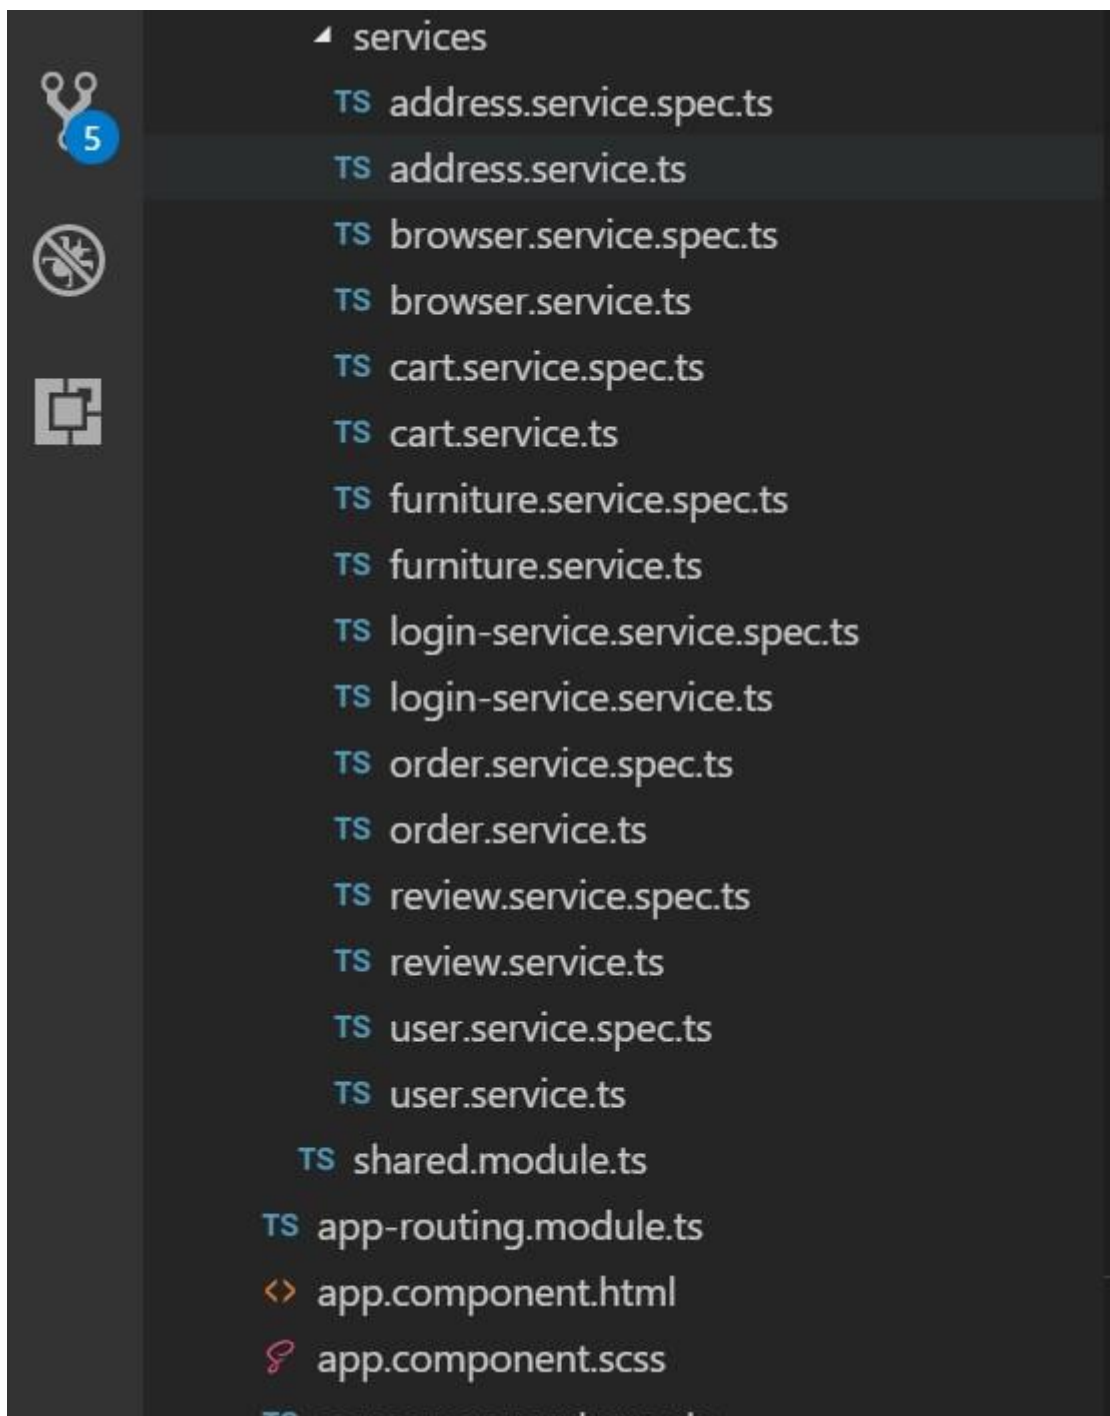 services
5
TS address.service.spec.ts
TS address.service.ts
TS browser.service.spec.ts
TS browser.service.ts
TS cart.service.spec.ts
TS cart.service.ts
TS furniture.service.spec.ts
TS furniture.service.ts
TS login-service.service.spec.ts
TS login-service.service.ts
TS order.service.spec.ts
TS order.service.ts
TS review.service.spec.ts
TS review.service.ts
TS user.service.spec.ts
TS user.service.ts
TS shared.module.ts
TS app-routing.module.ts
<> app.component.html
app.component.scss